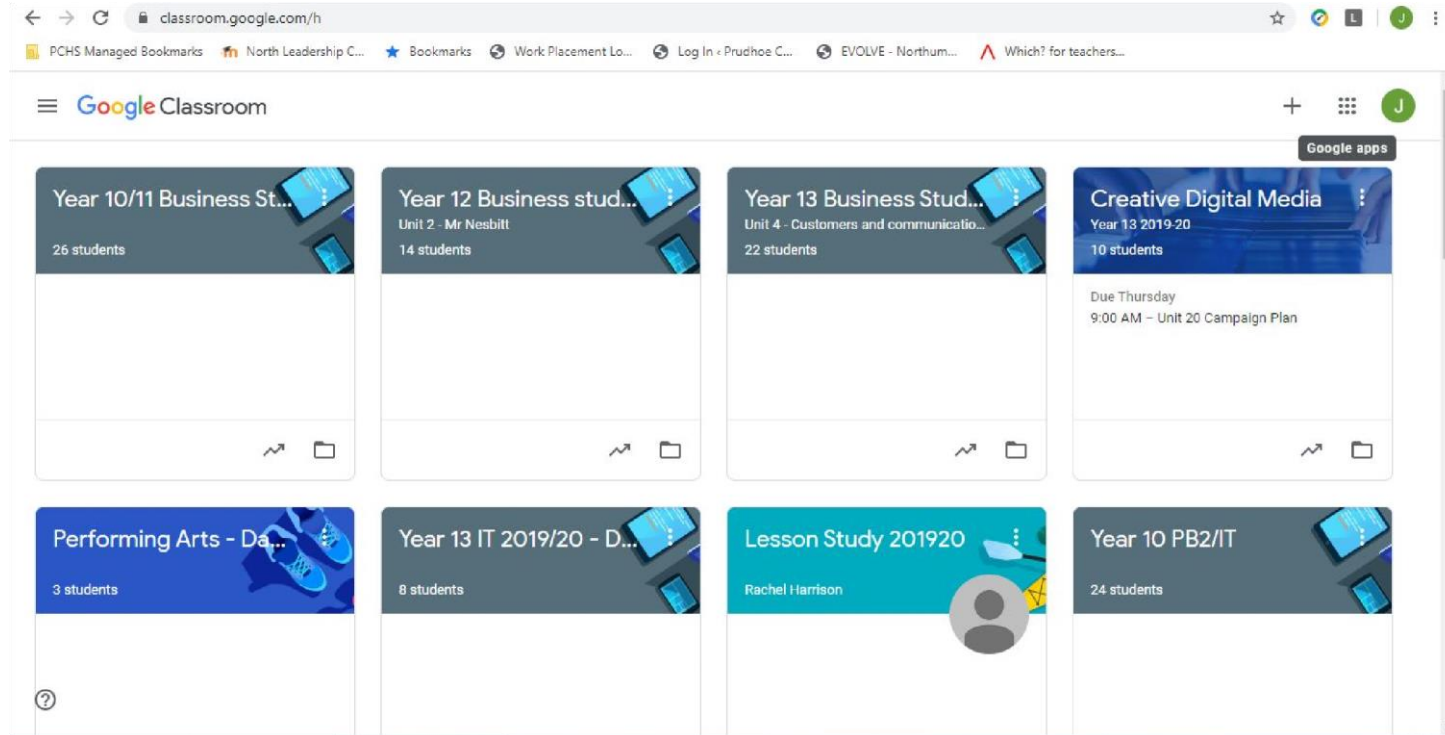 classroom.google.com/h
L
J
PCHS Managed Bookmarks North Leadership C... Bookmarks Work Placement Lo... Log In ‹ Prudhoe C... EVOLVE - Northum... Which? for teachers...
Google Classroom
J
Google apps
Year 10/11 Business St...
26 students
Year 12 Business stud...
Unit 2 - Mr Nesbitt
14 students
Year 13 Business Stud...
Unit 4 - Customers and communicatio...
22 students
Creative Digital Media
Year 13 2019-20
10 students
Due Thursday
9:00 AM – Unit 20 Campaign Plan
Performing Arts - Da...
3 students
Year 13 IT 2019/20 - D...
8 students
Lesson Study 201920
Rachel Harrison
Year 10 PB2/IT
24 students